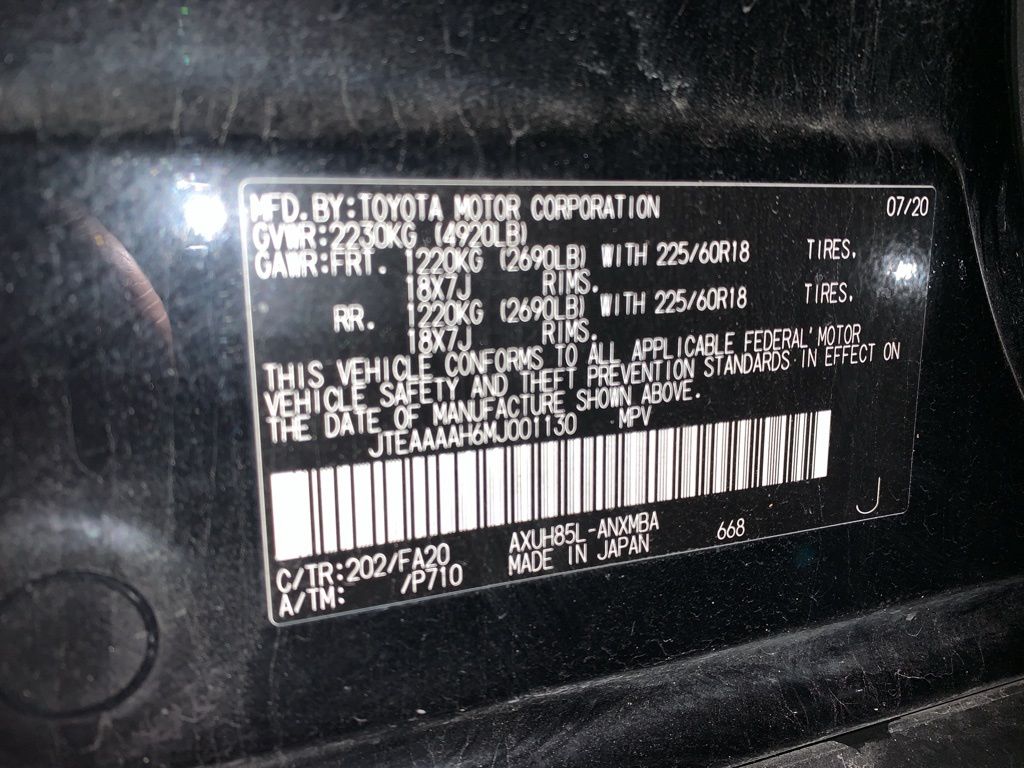 MFD.BY:TOYOTA MOTOR CORPORATION 07/20
GVWR:2230KG (4920LB)
GAWR:FRT. 1220KG (2690LB) WITH 225/60R18 TIRES.
18X7J RIMS.
RR. 1220KG (2690LB) WITH 225/60R18 TIRES.
18X7J RIMS.
THIS VEHICLE CONFORMS TO ALL APPLICABLE FEDERAL MOTOR
VEHICLE SAFETY AND THEFT PREVENTION STANDARDS IN EFFECT ON
THE DATE OF MANUFACTURE SHOWN ABOVE.
JTEAAAAH6MJ001130 MPV
C/TR:202/FA20 AXUH85L-ANXMBA 668 J
A/TM: /P710 MADE IN JAPAN